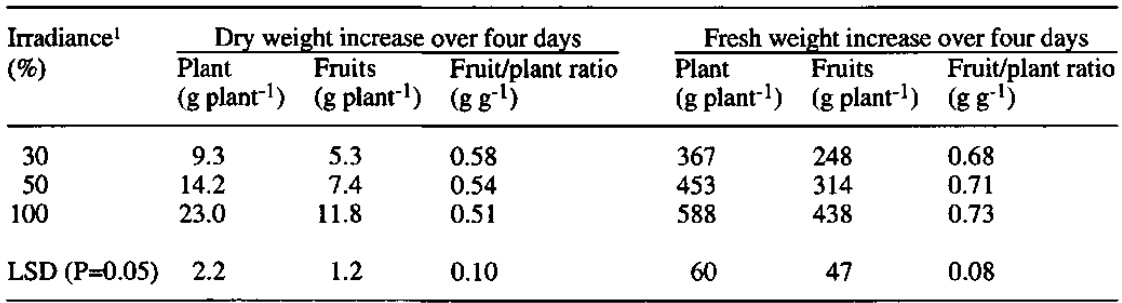 Irradiance¹ Dry weight increase over four days Fresh weight increase over four days
(%) Plant Fruits Fruit/plant ratio Plant Fruits Fruit/plant ratio
(g plant⁻¹) (g plant⁻¹) (g g⁻¹) (g plant⁻¹) (g plant⁻¹) (g g⁻¹)
30 9.3 5.3 0.58 367 248 0.68
50 14.2 7.4 0.54 453 314 0.71
100 23.0 11.8 0.51 588 438 0.73
LSD (P=0.05) 2.2 1.2 0.10 60 47 0.08